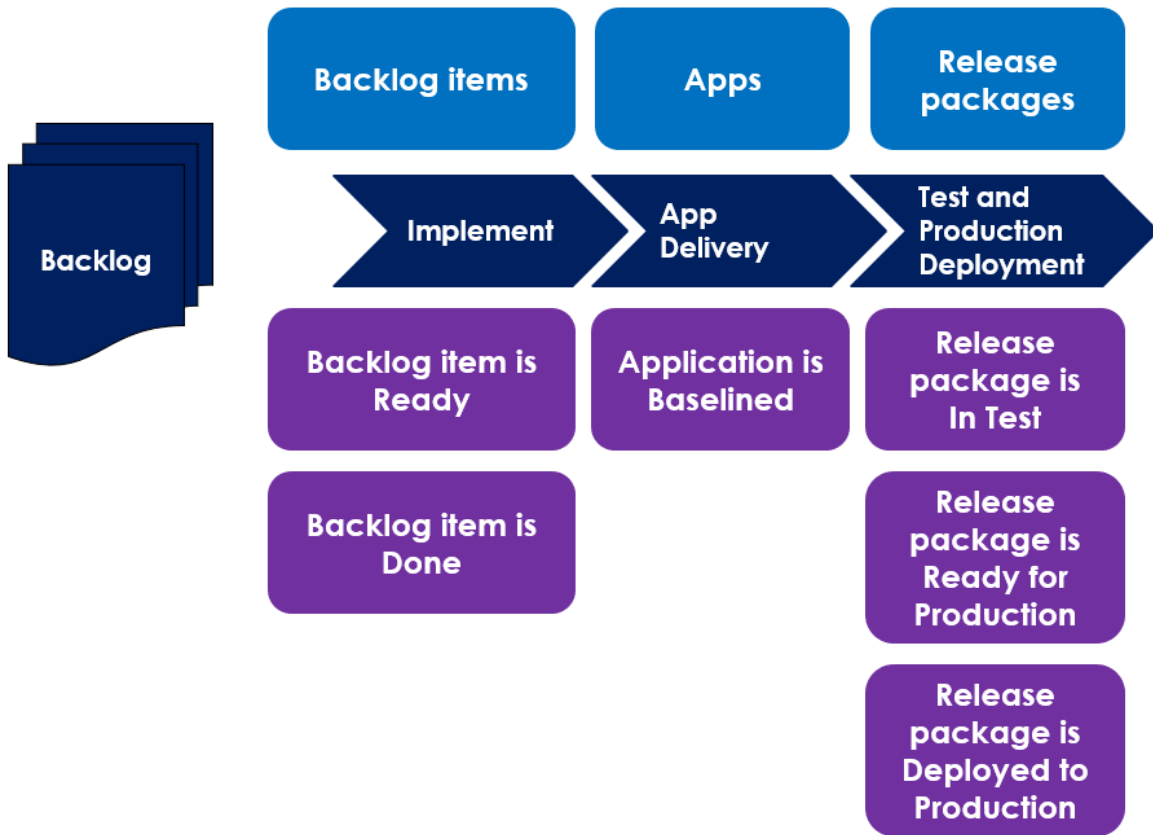 Backlog items
Apps
Release
packages
Backlog
Implement
App
Delivery
Test and
Production
Deployment
Backlog item is
Ready
Application is
Baselined
Release
package is
In Test
Backlog item is
Done
Release
package is
Ready for
Production
Release
package is
Deployed to
Production